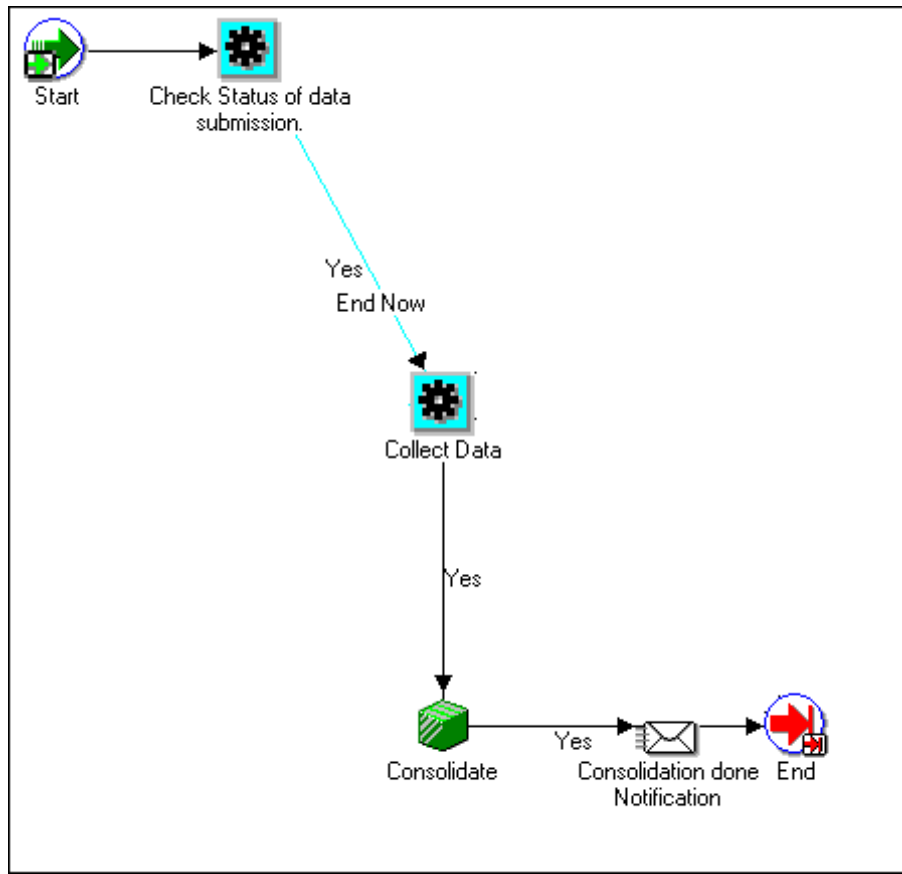 Start
Check Status of data
submission.
Yes
End Now
Collect Data
Yes
Consolidate
Yes
Consolidation done
Notification
End